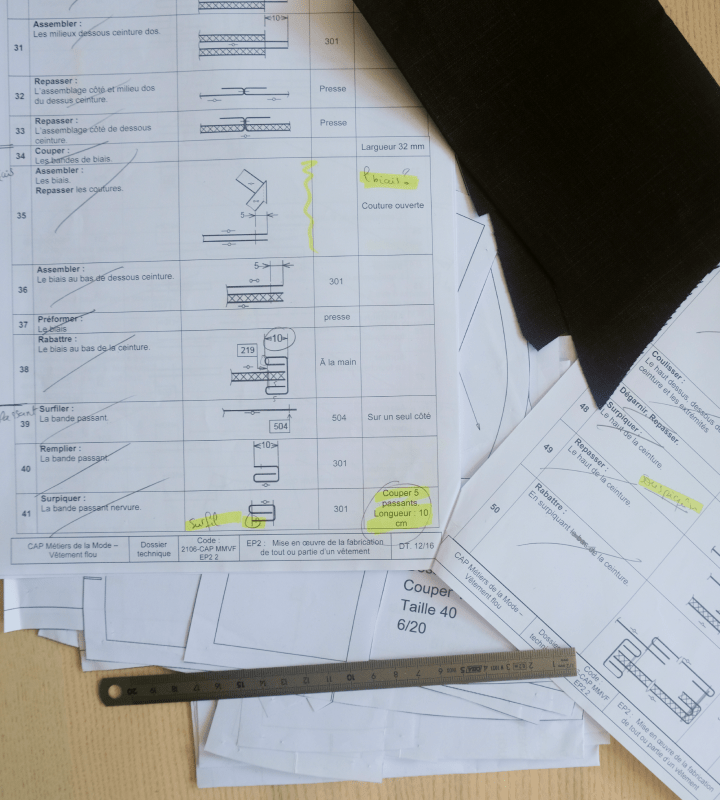 10
31
Assembler :
Les milieux dessous ceinture dos.
301
32
Repasser :
L'assemblage côté et milieu dos
du dessus ceinture.
Presse
33
Repasser :
L'assemblage côté de dessous
ceinture.
Presse
34
Couper :
Les bandes de biais.
Largueur 32 mm
35
Assembler :
Les biais.
Repasser les coutures.
5
biais?
Couture ouverte
36
Assembler :
Le biais au bas de dessous ceinture.
5
301
37
Préformer :
Le biais
presse
38
Rabattre :
Le biais au bas de la ceinture.
10
219
À la main
39
Surfiler :
La bande passant.
504
504
Sur un seul côté
40
Remplier :
La bande passant.
10
301
41
Surpiquer :
La bande passant nervure.
surfil
301
Couper 5
passants.
Longueur : 10
cm
CAP Métiers de la Mode –
Vêtement flou
Dossier
technique
Code :
2106-CAP MMVF
EP2 2
EP2 : Mise en œuvre de la fabrication
de tout ou partie d'un vêtement
DT. 12/16
Coulisser :
Le haut dessus, dessous de
ceinture et les extrémités
Dégarnir, Repasser.
48
Surpiquer :
Le haut de la ceinture.
49
Repasser :
Le haut de la ceinture
50
Rabattre :
En surpiquant
de la ceinture.
CAP Métiers de la Mode –
Vêtement flou
Dossier
Code
EP2 2
EP2 : Mise en œuvre de la fabrication
de tout ou partie d'un vêtement
Couper
Taille 40
6/20